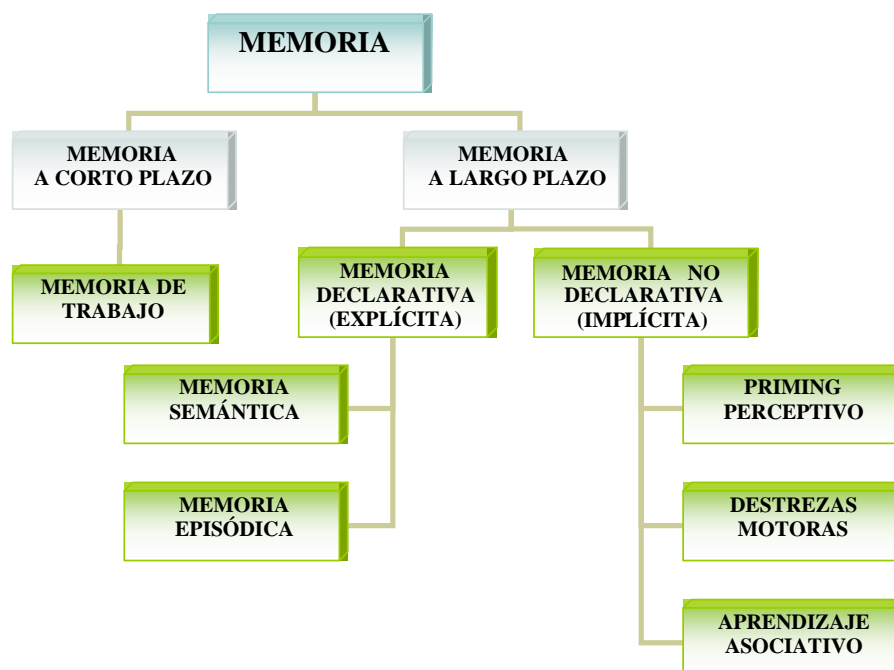 MEMORIA
MEMORIA
A CORTO PLAZO
MEMORIA
A LARGO PLAZO
MEMORIA DE
TRABAJO
MEMORIA
DECLARATIVA
(EXPLÍCITA)
MEMORIA NO
DECLARATIVA
(IMPLÍCITA)
MEMORIA
SEMÁNTICA
PRIMING
PERCEPTIVO
MEMORIA
EPISÓDICA
DESTREZAS
MOTORAS
APRENDIZAJE
ASOCIATIVO